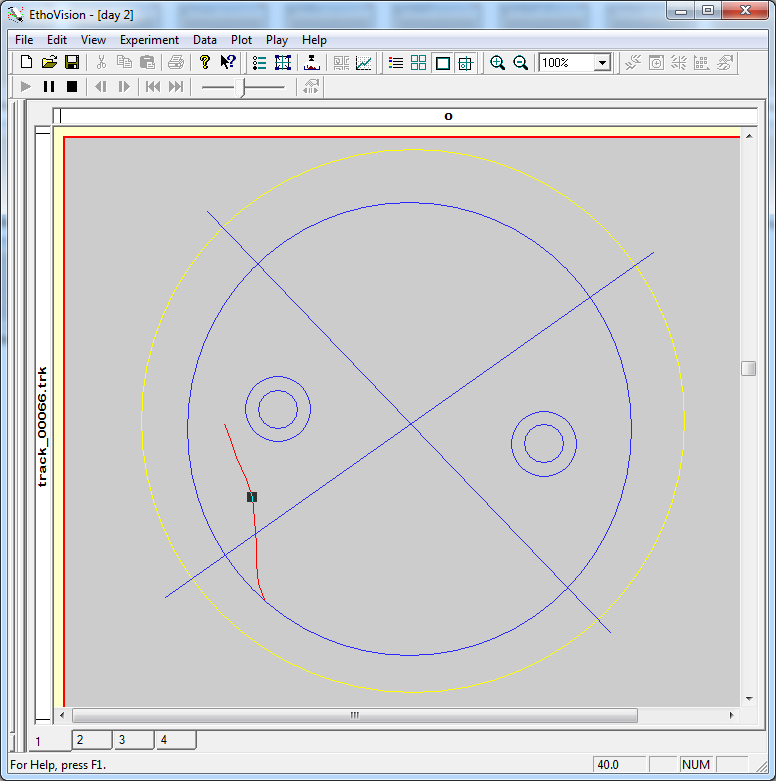 EthoVision - [day 2]
File Edit View Experiment Data Plot Play Help
100%
o
track_00066.trk
1 2 3 4
For Help, press F1. 40.0 NUM